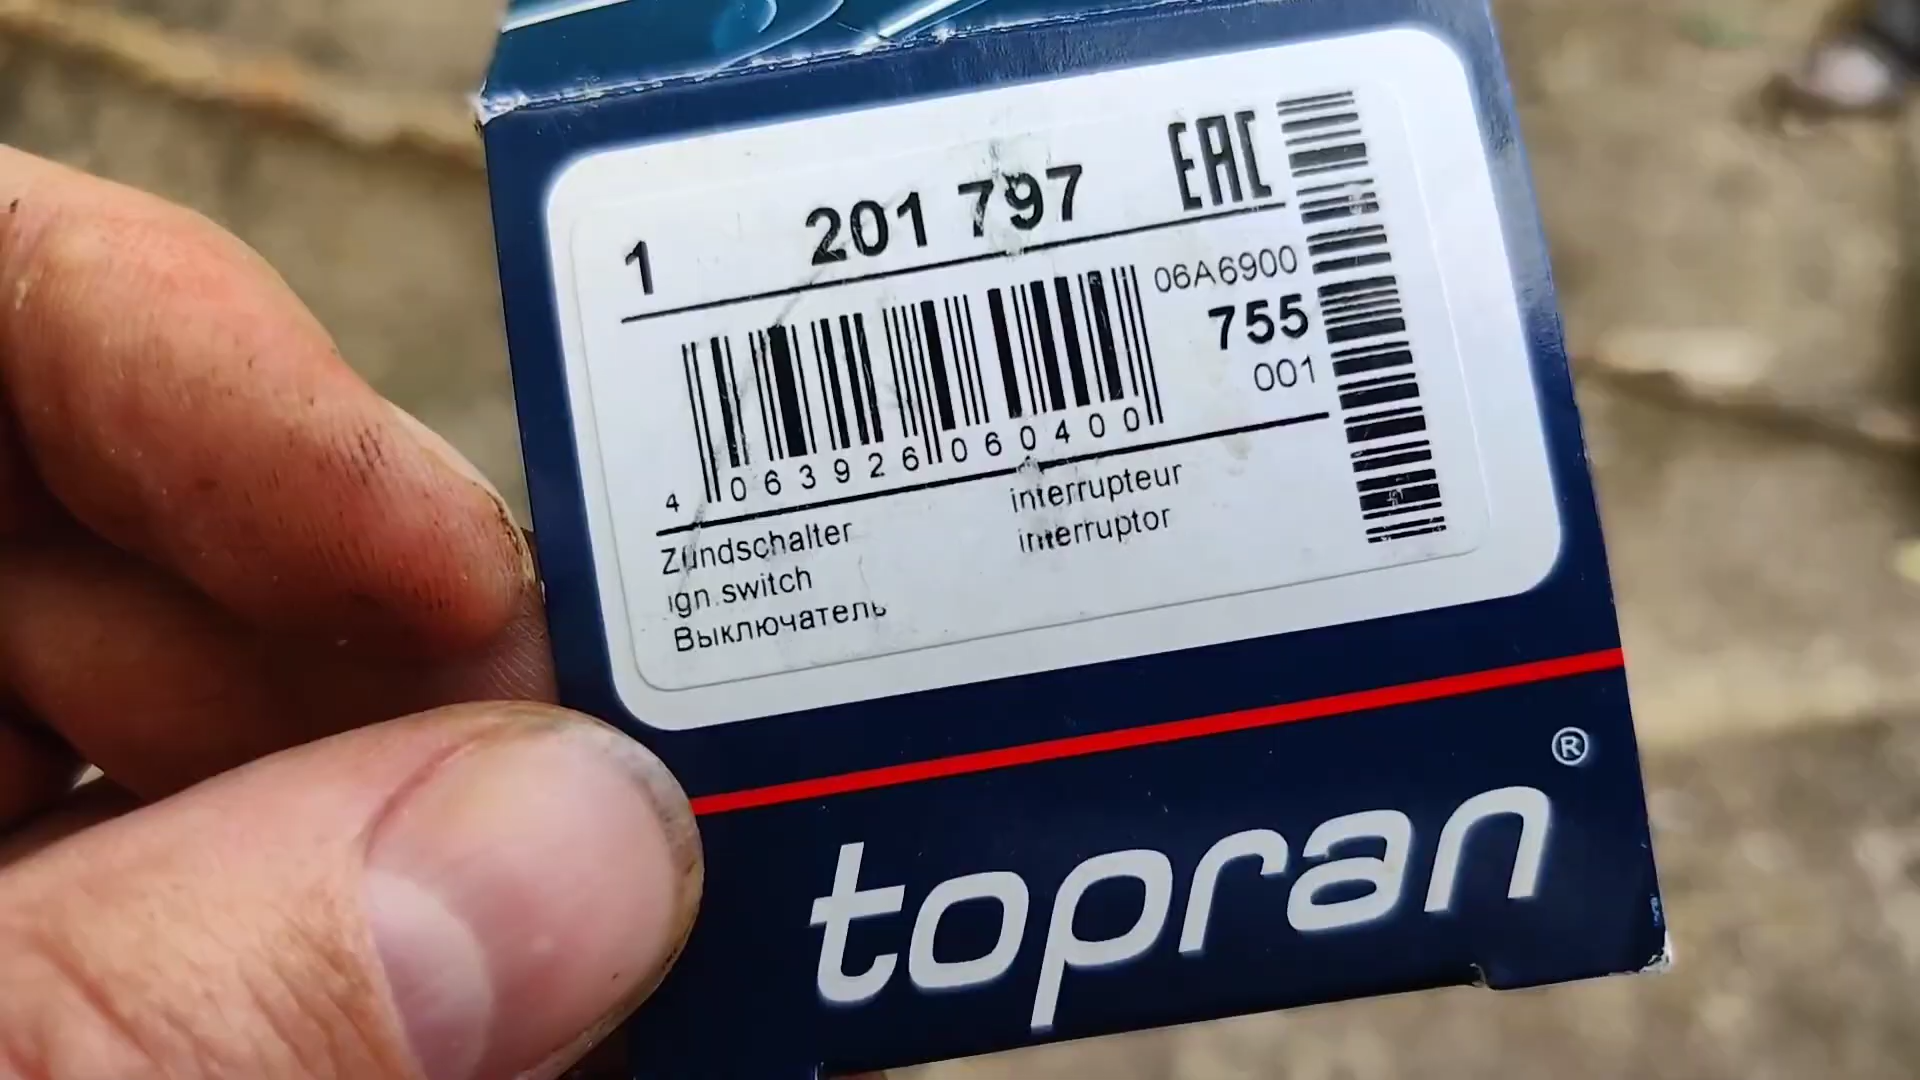 1 201 797 EAC
06A6900
755
001
4 063926 060400
Zündschalter
ign.switch
Выключатель
interrupteur
interruptor
topran®